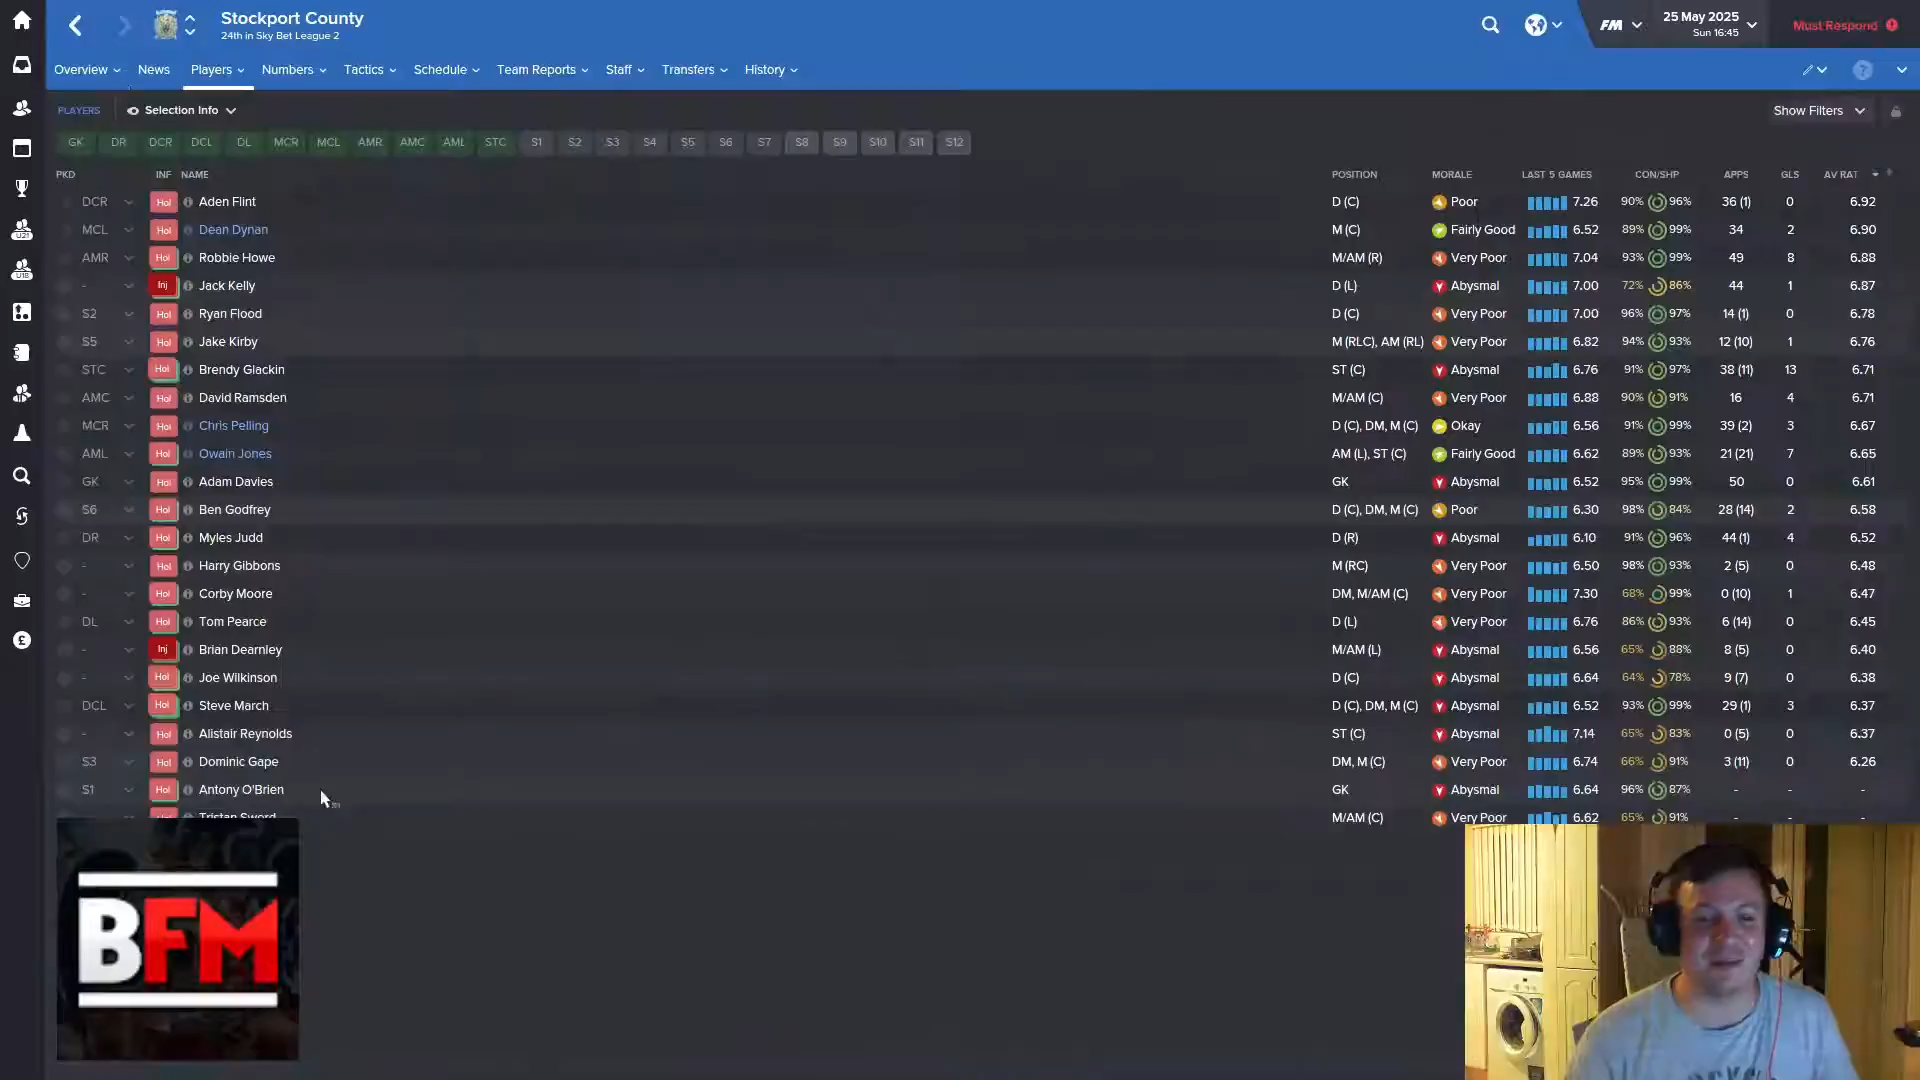 Stockport County
24th in Sky Bet League 2
FM
25 May 2025
Sun 16:45
Must Respond
Overview News Players Numbers Tactics Schedule Team Reports Staff Transfers History
PLAYERS Selection Info Show Filters
GK DR DCR DCL DL MCR MCL AMR AMC AML STC S1 S2 S3 S4 S5 S6 S7 S8 S9 S10 S11 S12
PKD INF NAME POSITION MORALE LAST 5 GAMES CON/SHP APPS GLS AV RAT
DCR Hol Aden Flint D (C) Poor 7.26 90% 96% 36 (1) 0 6.92
MCL Hol Dean Dynan M (C) Fairly Good 6.52 89% 99% 34 2 6.90
AMR Hol Robbie Howe M/AM (R) Very Poor 7.04 93% 99% 49 8 6.88
- Inj Jack Kelly D (L) Abysmal 7.00 72% 86% 44 1 6.87
S2 Hol Ryan Flood D (C) Very Poor 7.00 96% 97% 14 (1) 0 6.78
S5 Hol Jake Kirby M (RLC), AM (RL) Very Poor 6.82 94% 93% 12 (10) 1 6.76
STC Hol Brendy Glackin ST (C) Abysmal 6.76 91% 97% 38 (11) 13 6.71
AMC Hol David Ramsden M/AM (C) Very Poor 6.88 90% 91% 16 4 6.71
MCR Hol Chris Pelling D (C), DM, M (C) Okay 6.56 91% 99% 39 (2) 3 6.67
AML Hol Owain Jones AM (L), ST (C) Fairly Good 6.62 89% 93% 21 (21) 7 6.65
GK Hol Adam Davies GK Abysmal 6.52 95% 99% 50 0 6.61
S6 Hol Ben Godfrey D (C), DM, M (C) Poor 6.30 98% 84% 28 (14) 2 6.58
DR Hol Myles Judd D (R) Abysmal 6.10 91% 96% 44 (1) 4 6.52
- Hol Harry Gibbons M (RC) Very Poor 6.50 98% 93% 2 (5) 0 6.48
- Hol Corby Moore DM, M/AM (C) Very Poor 7.30 68% 99% 0 (10) 1 6.47
DL Hol Tom Pearce D (L) Very Poor 6.76 86% 93% 6 (14) 0 6.45
- Inj Brian Dearnley M/AM (L) Abysmal 6.56 65% 88% 8 (5) 0 6.40
- Hol Joe Wilkinson D (C) Abysmal 6.64 64% 78% 9 (7) 0 6.38
DCL Hol Steve March D (C), DM, M (C) Abysmal 6.52 93% 99% 29 (1) 3 6.37
- Hol Alistair Reynolds ST (C) Abysmal 7.14 65% 83% 0 (5) 0 6.37
S3 Hol Dominic Gape DM, M (C) Very Poor 6.74 66% 91% 3 (11) 0 6.26
S1 Hol Antony O'Brien GK Abysmal 6.64 96% 87% - - -
Tristan Sword M/AM (C) Very Poor 6.62 65% 91% - - -
BFM